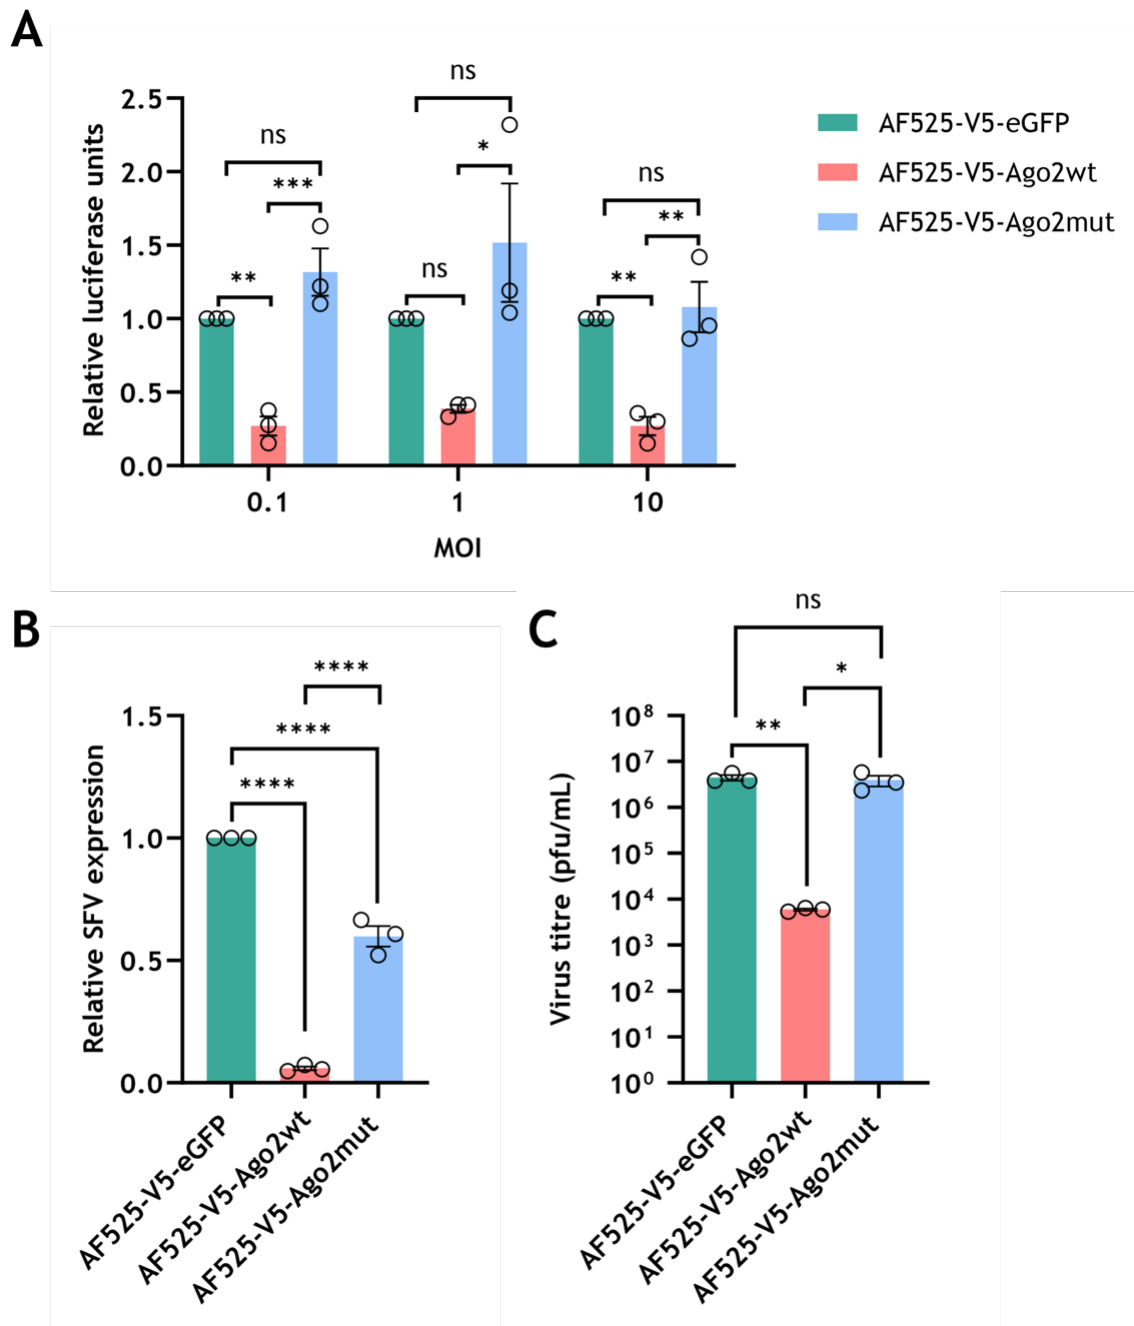 A
ns
ns
ns
***
*
**
**
ns
**
2.5
2.0
1.5
1.0
0.5
0.0
Relative luciferase units
0.1
1
10
MOI
AF525-V5-eGFP
AF525-V5-Ago2wt
AF525-V5-Ago2mut
B
****
****
****
1.5
1.0
0.5
0.0
Relative SFV expression
AF525-V5-eGFP
AF525-V5-Ago2wt
AF525-V5-Ago2mut
C
ns
*
**
10⁸
10⁷
10⁶
10⁵
10⁴
10³
10²
10¹
10⁰
Virus titre (pfu/mL)
AF525-V5-eGFP
AF525-V5-Ago2wt
AF525-V5-Ago2mut